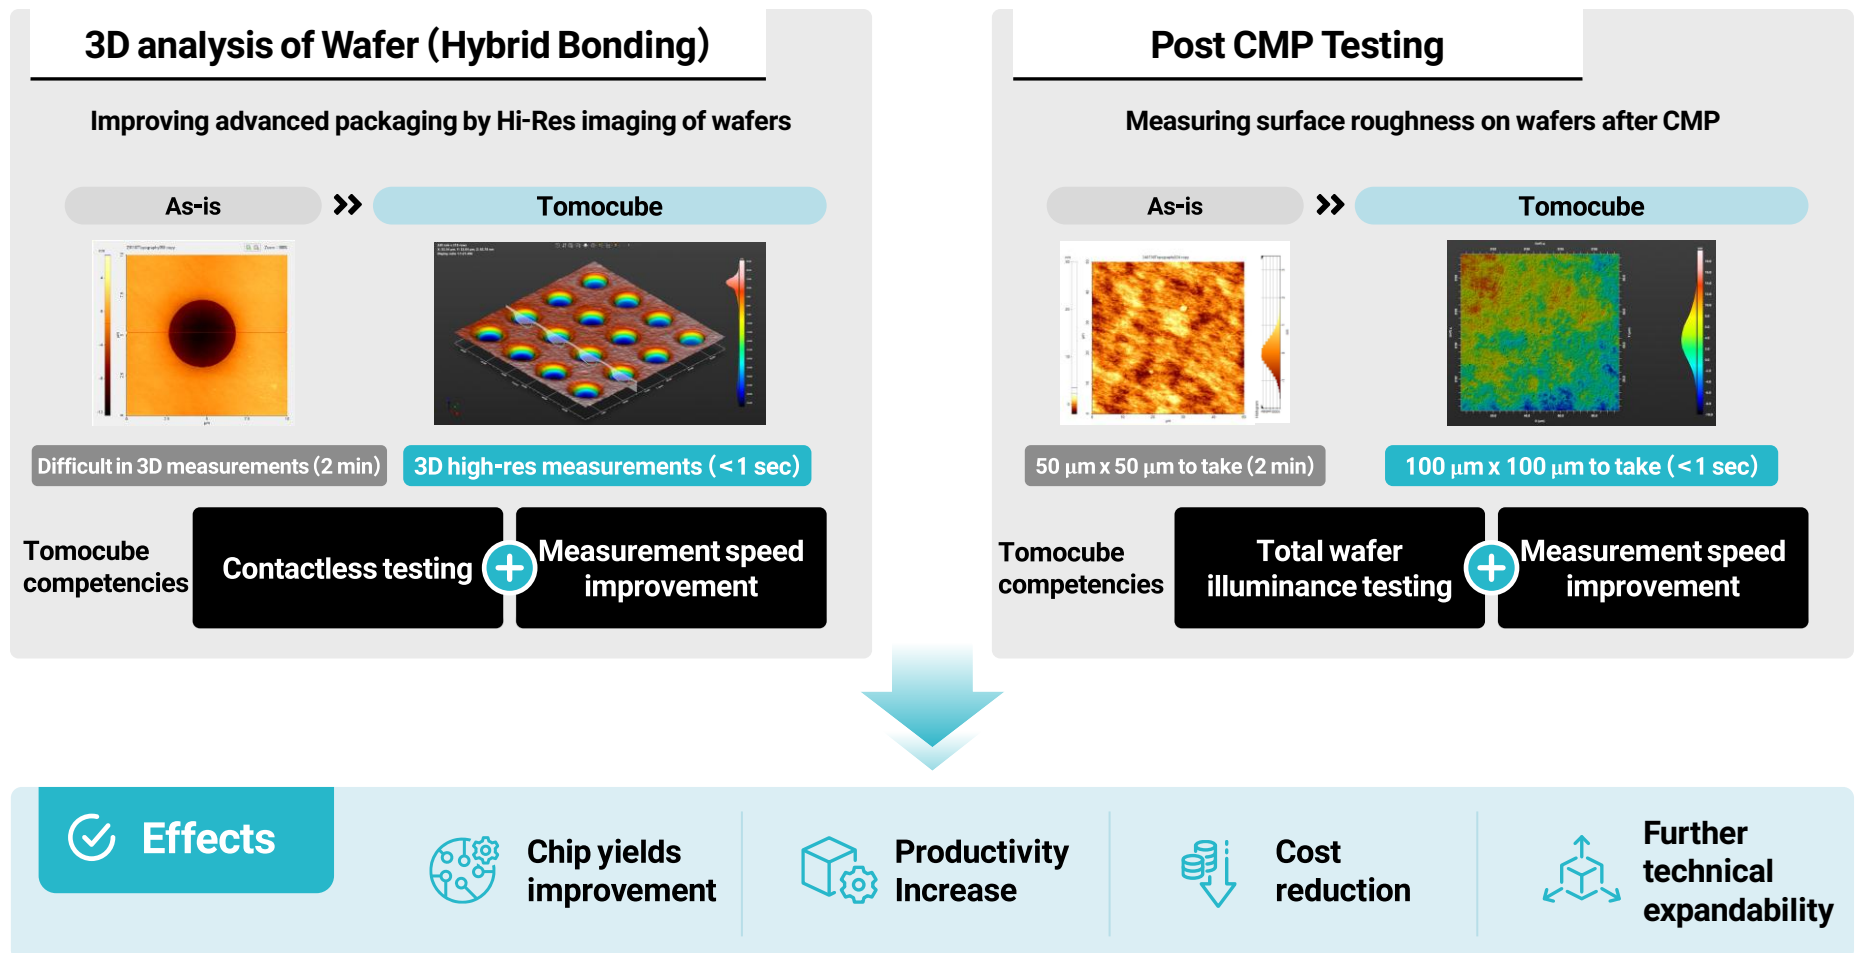 3D analysis of Wafer (Hybrid Bonding)
Improving advanced packaging by Hi-Res imaging of wafers
As-is
Tomocube
Difficult in 3D measurements (2 min)
3D high-res measurements (<1 sec)
Tomocube
competencies
Contactless testing
Measurement speed
improvement
Post CMP Testing
Measuring surface roughness on wafers after CMP
As-is
Tomocube
50 μm x 50 μm to take (2 min)
100 μm x 100 μm to take (<1 sec)
Tomocube
competencies
Total wafer
illuminance testing
Measurement speed
improvement
Effects
Chip yields
improvement
Productivity
Increase
Cost
reduction
Further
technical
expandability